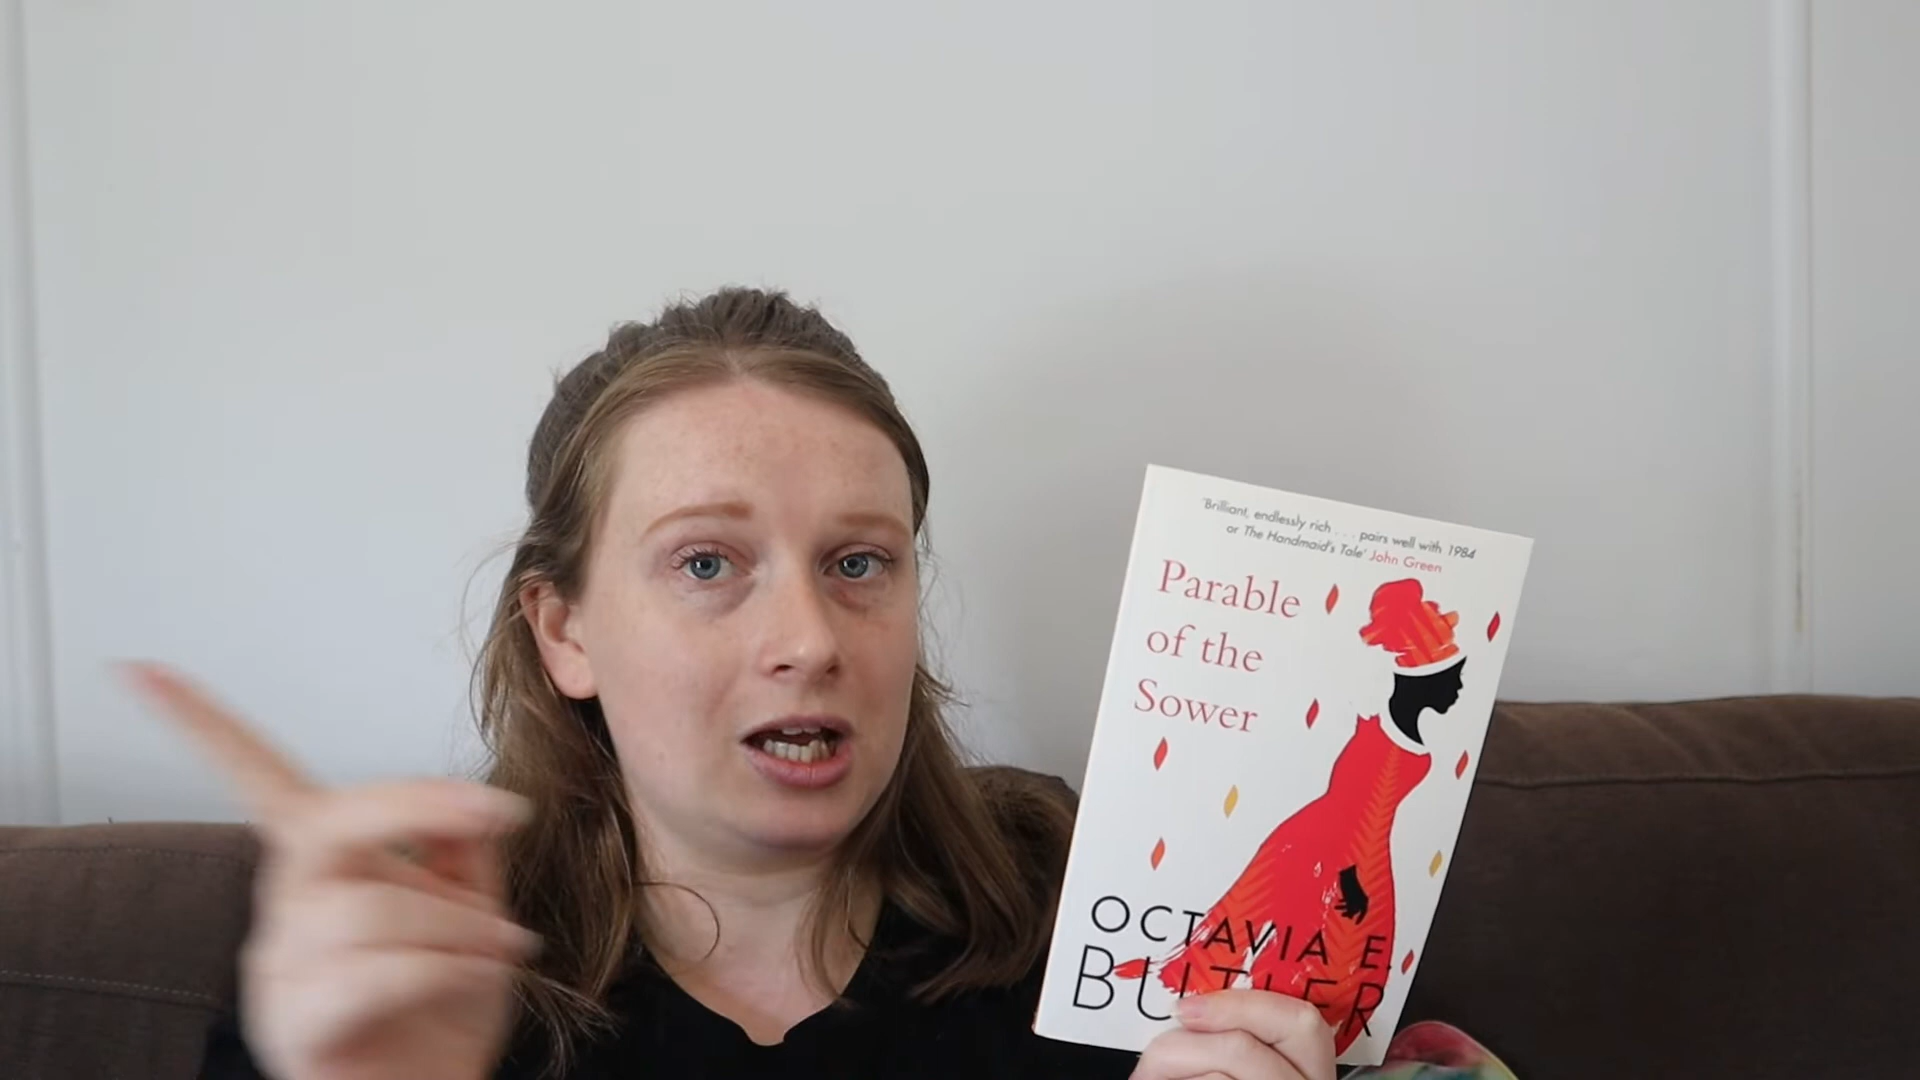 'Brilliant, endlessly rich . . . pairs well with 1984
or The Handmaid's Tale' John Green
Parable
of the
Sower
OCTAVIA E.
BUTLER